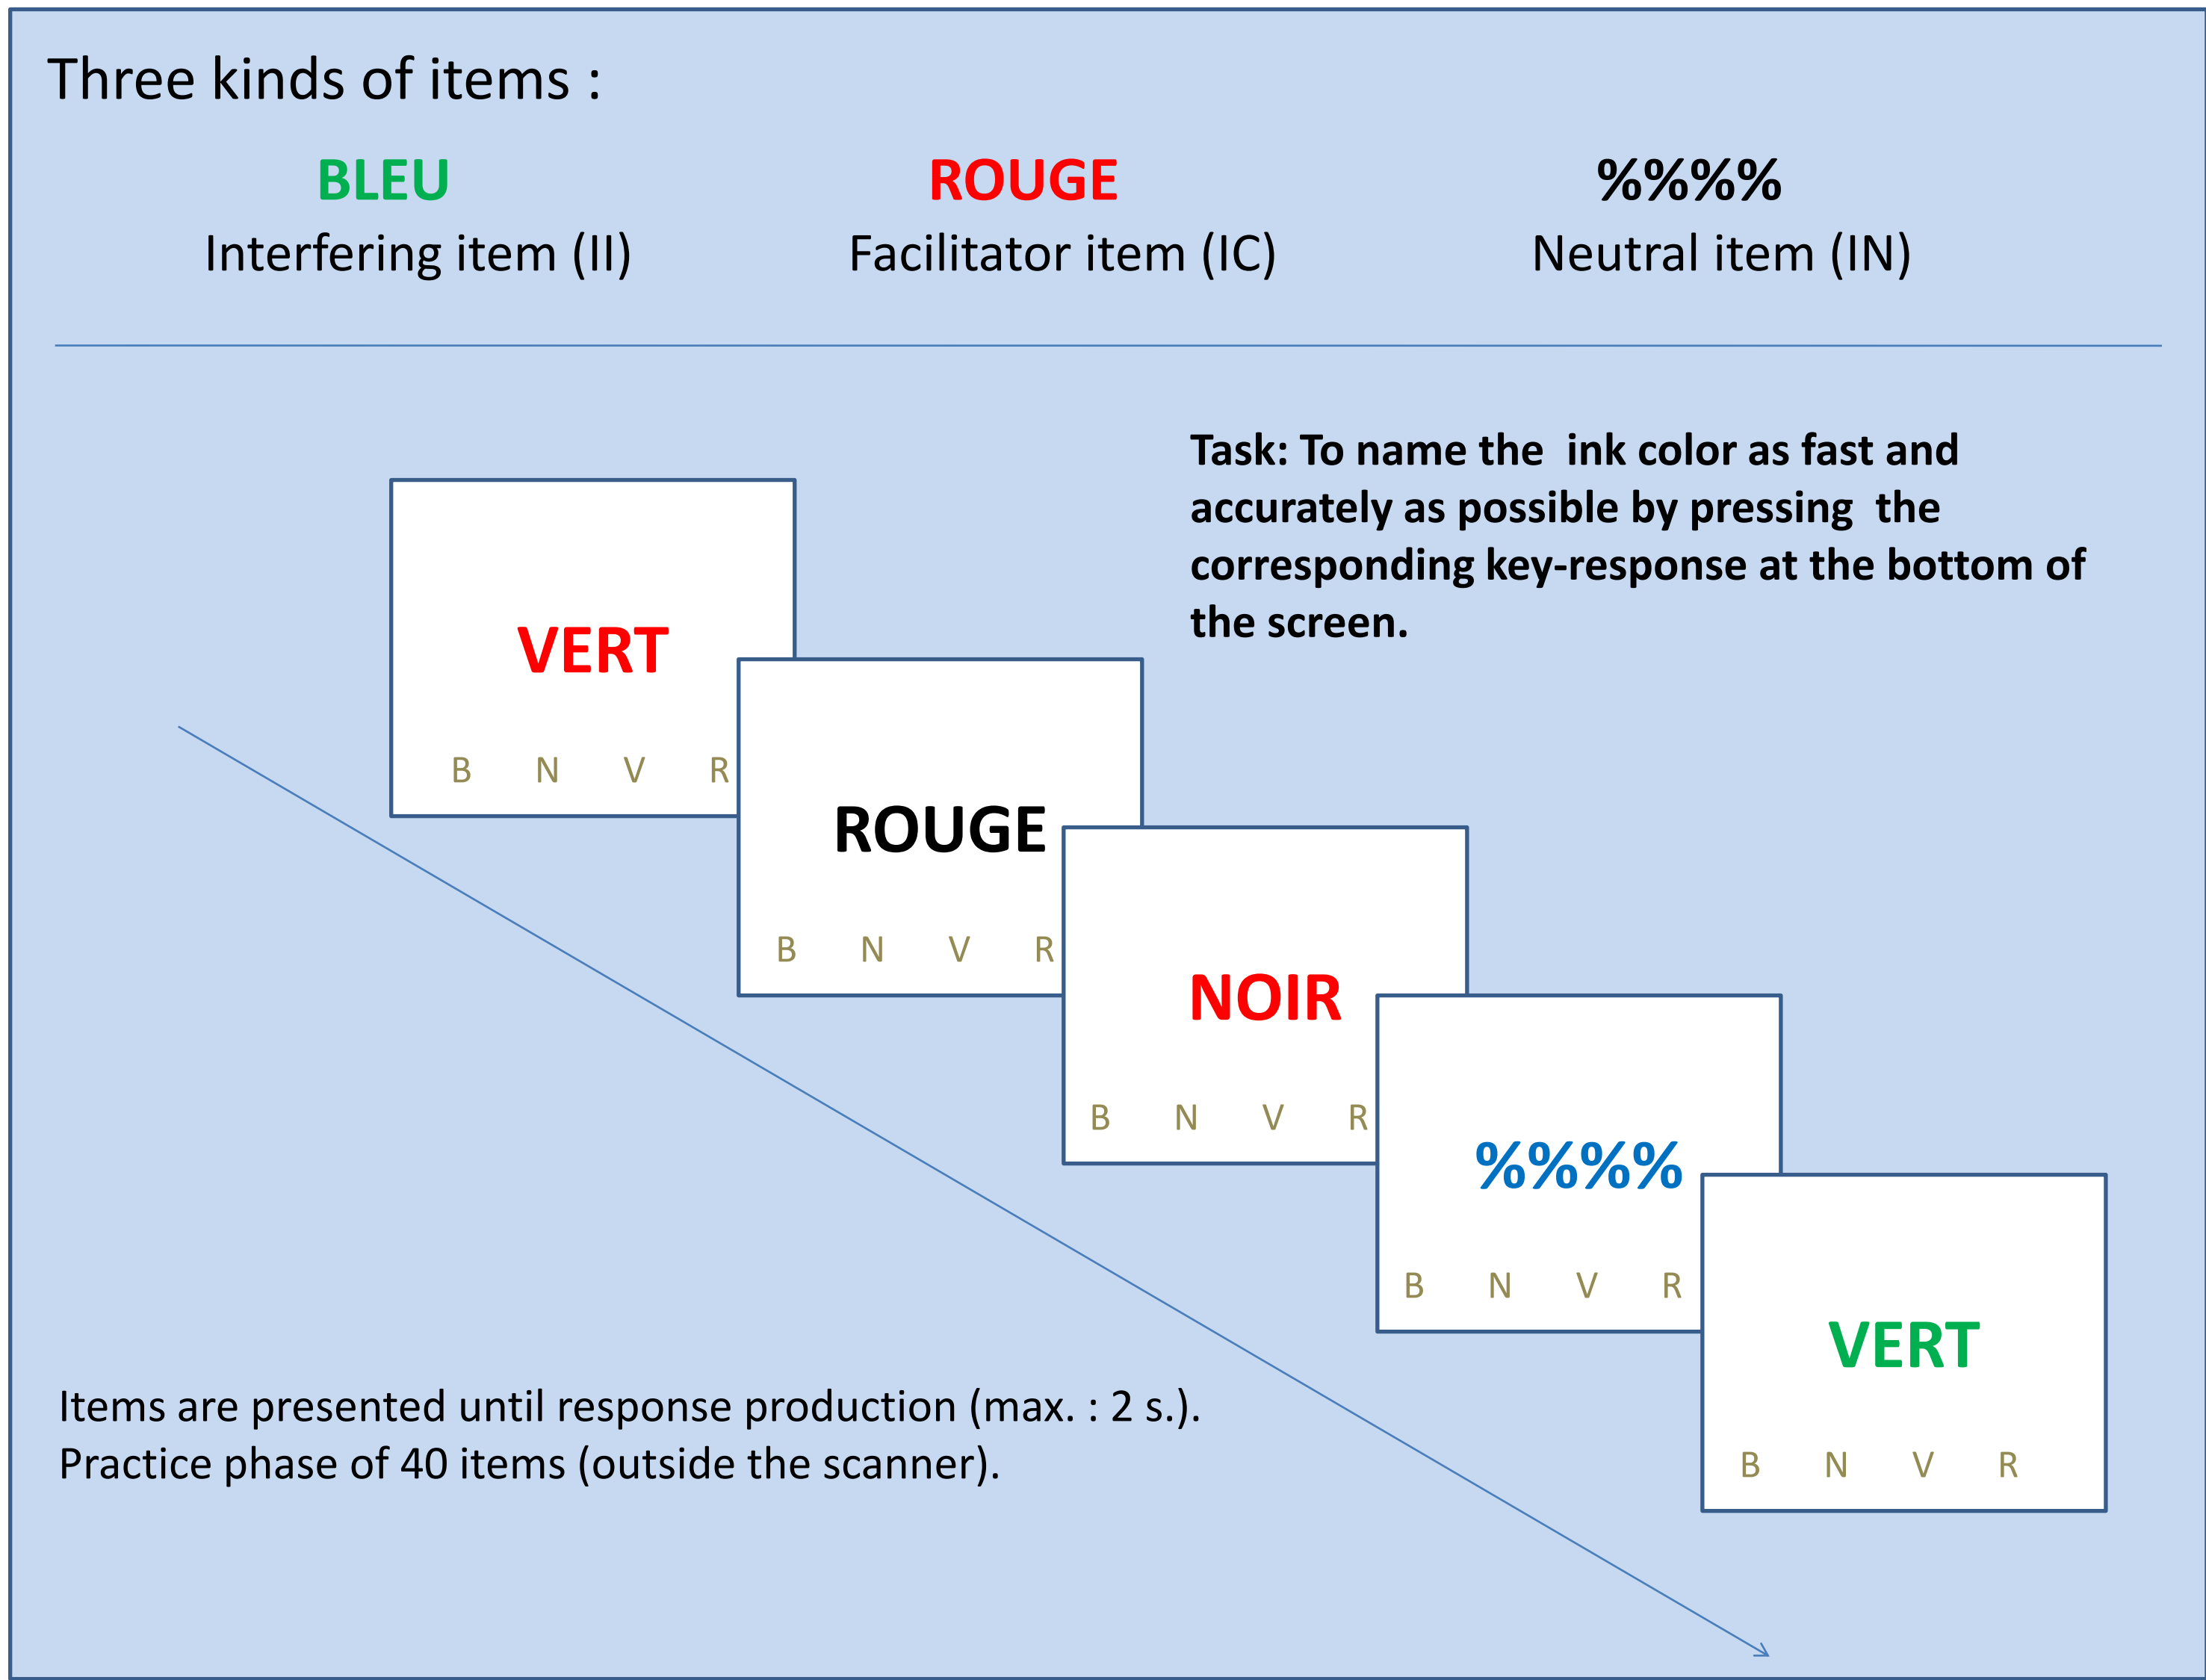 Three kinds of items :
BLEU
ROUGE
%%%%
Interfering item (II)
Facilitator item (IC)
Neutral item (IN)
Task: To name the  ink color as fast and
accurately as possible by pressing  the
corresponding key-response at the bottom of
the screen.
VERT
B N V R
ROUGE
B N V R
NOIR
B N V R
%%%%
B N V R
VERT
B N V R
Items are presented until response production (max. : 2 s.).
Practice phase of 40 items (outside the scanner).